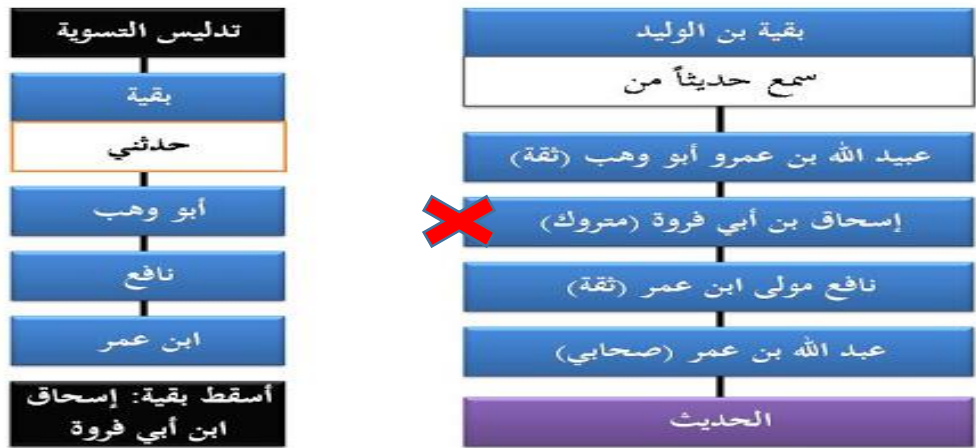 بقية بن الوليد
سمع حديثاً من
عبيد الله بن عمرو أبو وهب (ثقة)
إسحاق بن أبي فروة (متروك)
نافع مولى ابن عمر (ثقة)
عبد الله بن عمر (صحابي)
الحديث
تدليس التسوية
بقية
حدثني
أبو وهب
نافع
ابن عمر
أسقط بقية: إسحاق
ابن أبي فروة